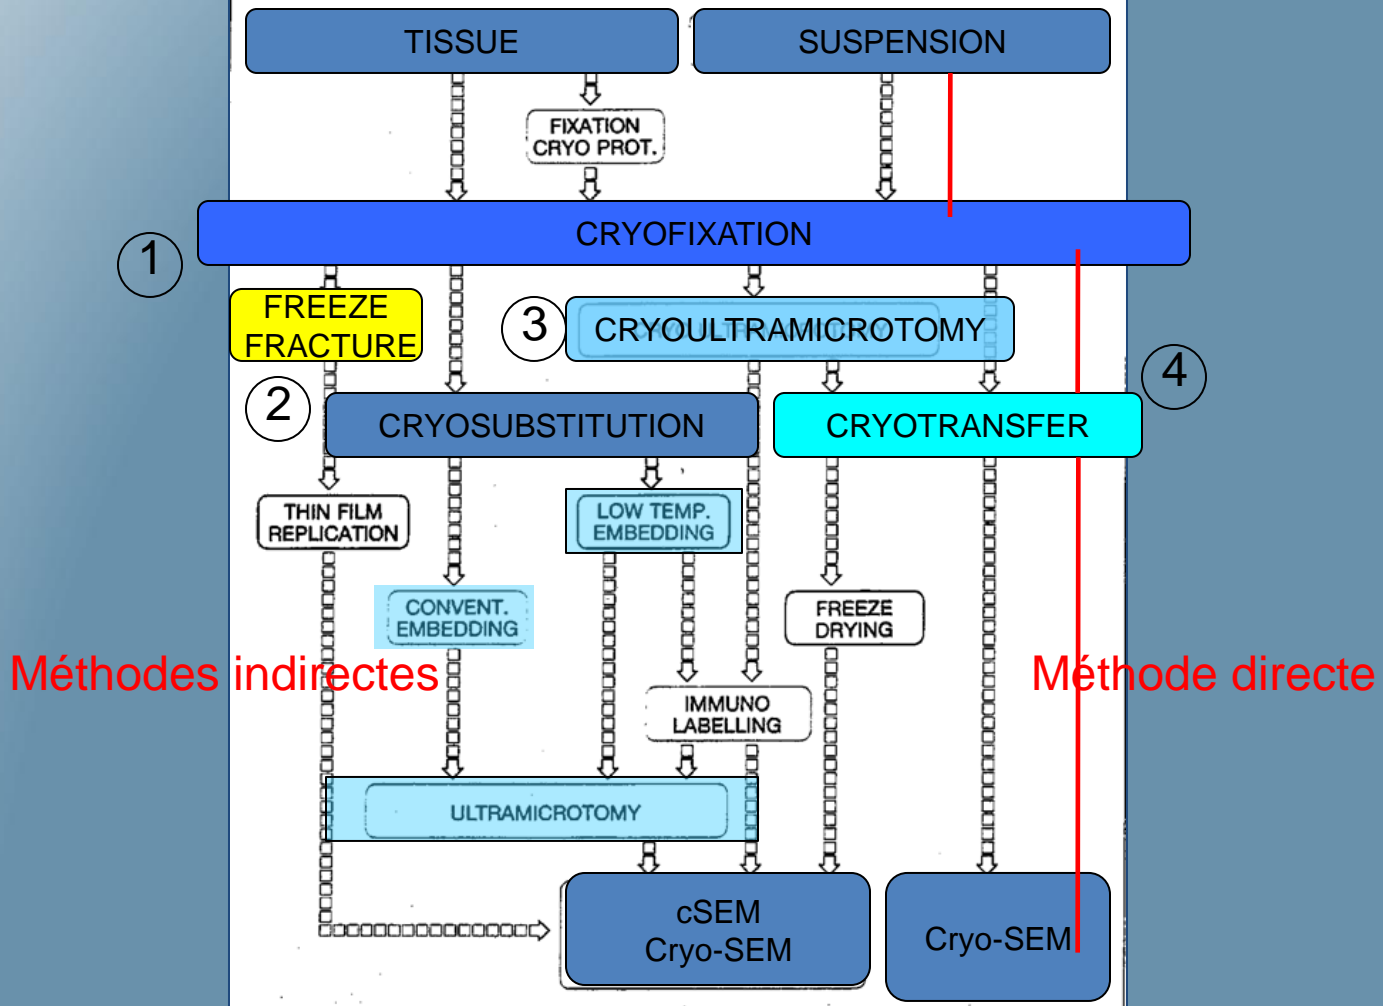 TISSUE
SUSPENSION
FIXATION
CRYO PROT.
CRYOFIXATION
1
FREEZE
FRACTURE
3
CRYOULTRAMICROTOMY
4
2
CRYOSUBSTITUTION
CRYOTRANSFER
THIN FILM
REPLICATION
LOW TEMP.
EMBEDDING
CONVENT.
EMBEDDING
FREEZE
DRYING
Méthodes indirectes
Méthode directe
IMMUNO
LABELLING
ULTRAMICROTOMY
cSEM
Cryo-SEM
Cryo-SEM